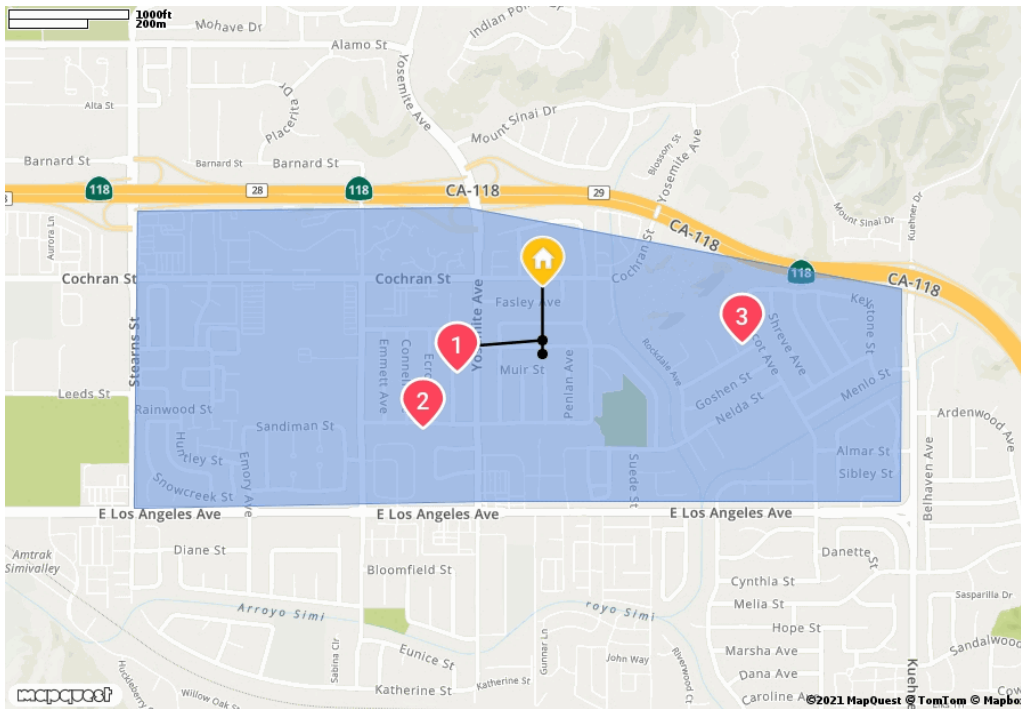 1000ft
200m
Mohave Dr
Alamo St
Yosemite Ave
Alta St
Placerita Dr
Mount Sinai Dr
Blossom St
Yosemite Ave
Barnard St
Barnard St
Barnard St
118
28
118
CA-118
29
CA-118
Mount Sinai Dr
Kuehner Dr
Aurora Ln
Cochran St
Cochran St
Cochran St
118
CA-118
Fasley Ave
Yosemite Ave
Keystone St
Shreve Ave
1
2
3
Stearns St
Emmett Ave
Muir St
Penlan Ave
Rockdale Ave
Goshen St
Nelda St
Menlo St
Leeds St
Rainwood St
Sandiman St
Ardenwood Ave
Huntley St
Snowcreek St
Emory Ave
Suede St
Almar St
Sibley St
Belhaven Ave
E Los Angeles Ave
E Los Angeles Ave
E Los Angeles Ave
Amtrak
Simivalley
Diane St
Bloomfield St
Danette St
Cynthia St
Melia St
Sasparilla Dr
Arroyo Simi
royo Simi
Hope St
Sabina Cir
Eunice St
Gunnar Ln
John Way
Riverwood Ct
Marsha Ave
Dana Ave
Caroline Ave
Sandalwood
Katherine St
Katherine St
Willow Oak St
mapquest
©2021 MapQuest © TomTom © Mapbox